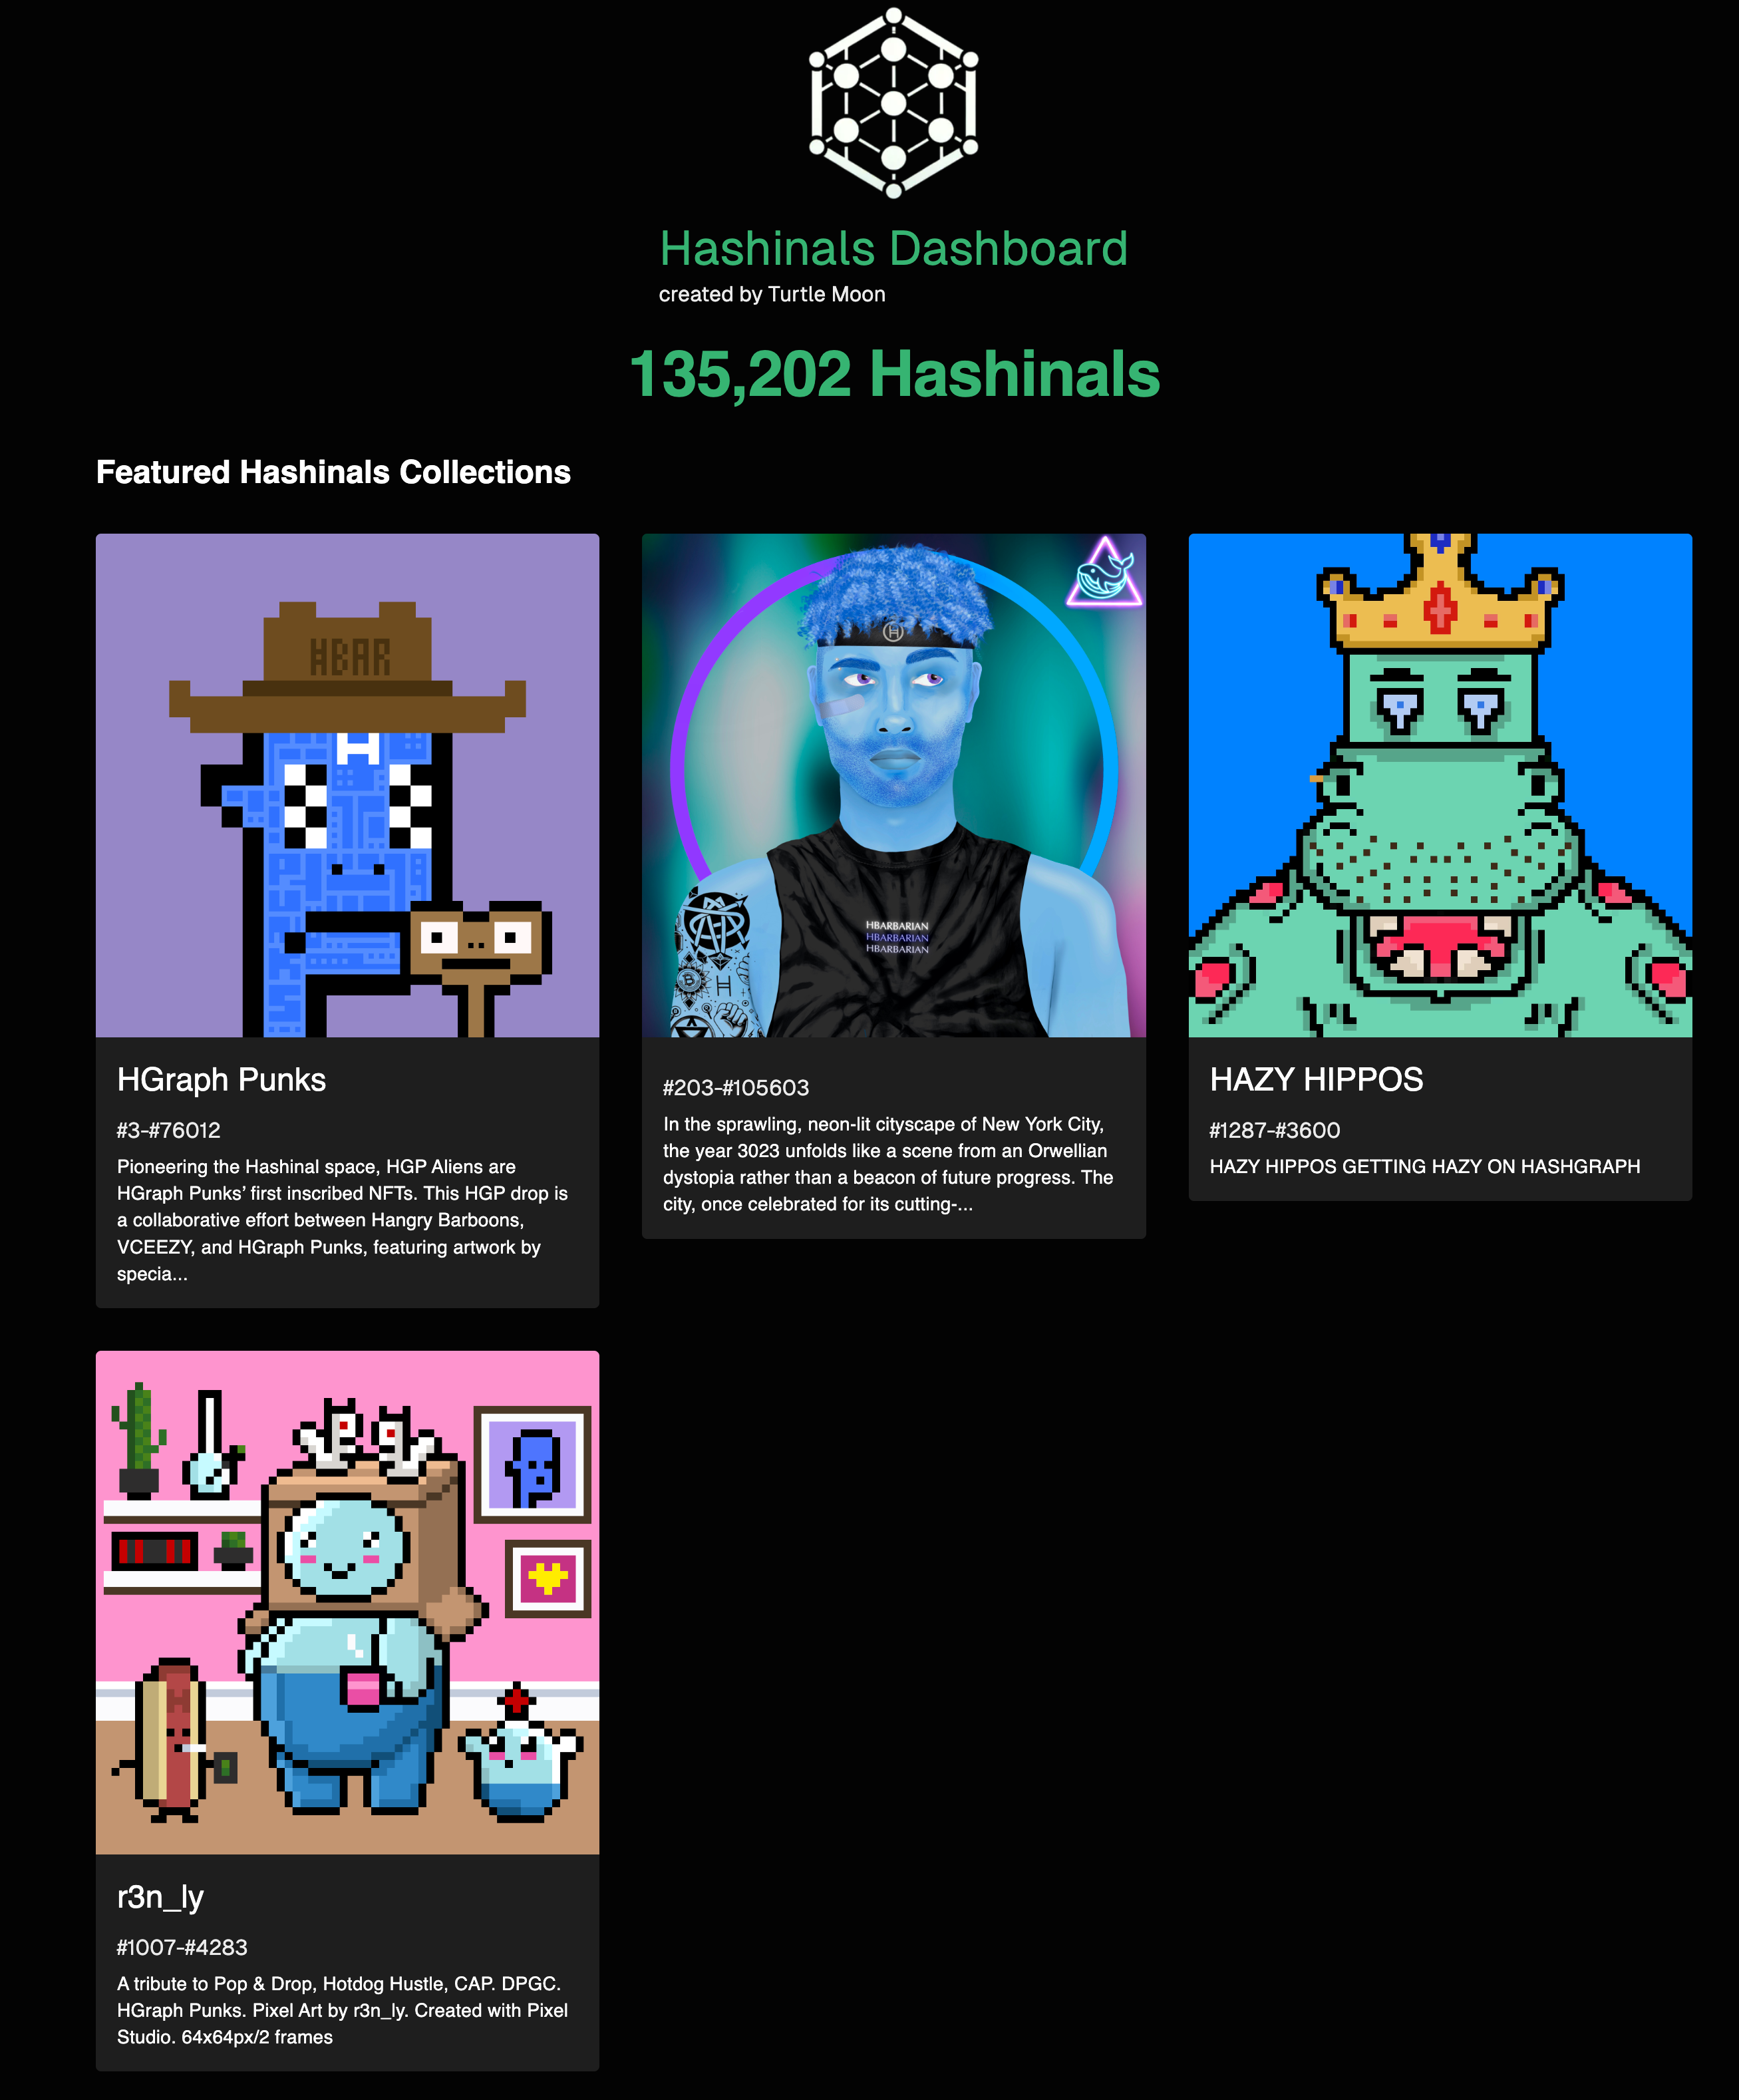 Hashinals Dashboard
created by Turtle Moon
135,202 Hashinals
Featured Hashinals Collections
HBAR
H
HGraph Punks
#3-#76012
Pioneering the Hashinal space, HGP Aliens are
HGraph Punks’ first inscribed NFTs. This HGP drop is
a collaborative effort between Hangry Barboons,
VCEEZY, and HGraph Punks, featuring artwork by
specia...
H
HBARBARIAN
HBARBARIAN
HBARBARIAN
B
H
#203-#105603
In the sprawling, neon-lit cityscape of New York City,
the year 3023 unfolds like a scene from an Orwellian
dystopia rather than a beacon of future progress. The
city, once celebrated for its cutting-...
HAZY HIPPOS
#1287-#3600
HAZY HIPPOS GETTING HAZY ON HASHGRAPH
r3n_ly
#1007-#4283
A tribute to Pop & Drop, Hotdog Hustle, CAP. DPGC.
HGraph Punks. Pixel Art by r3n_ly. Created with Pixel
Studio. 64x64px/2 frames